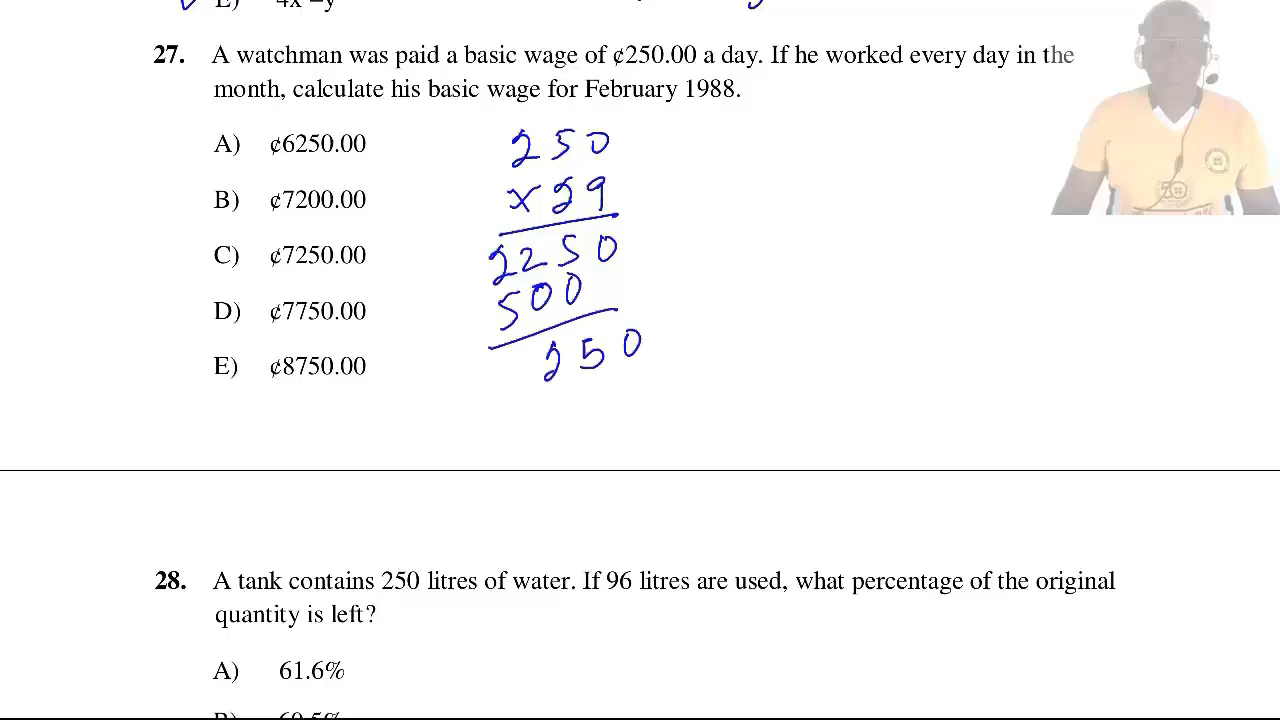 E) 4x –y
27. A watchman was paid a basic wage of ¢250.00 a day. If he worked every day in the
month, calculate his basic wage for February 1988.
A) ¢6250.00
B) ¢7200.00
C) ¢7250.00
D) ¢7750.00
E) ¢8750.00
250
x 29
2250
500
250
28. A tank contains 250 litres of water. If 96 litres are used, what percentage of the original
quantity is left?
A) 61.6%